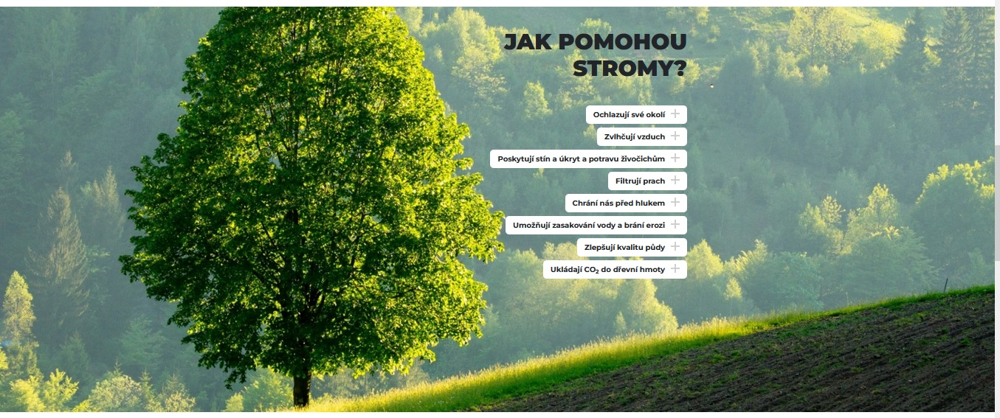 JAK POMOHOU
STROMY?
Ochlazují své okolí
Zvlhčují vzduch
Poskytují stín a úkryt a potravu živočichům
Filtrují prach
Chrání nás před hlukem
Umožňují zasakování vody a brání erozi
Zlepšují kvalitu půdy
Ukládají CO₂ do dřevní hmoty